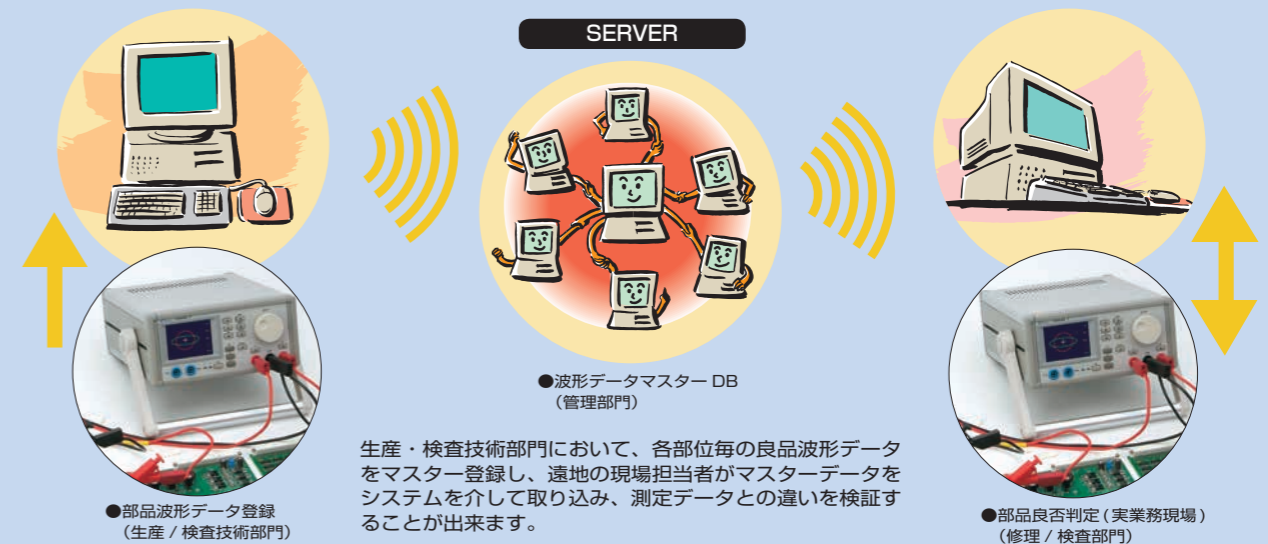 SERVER
●波形データマスター DB
（管理部門）
生産・検査技術部門において、各部位毎の良品波形データ
をマスター登録し、遠地の現場担当者がマスターデータを
システムを介して取り込み、測定データとの違いを検証す
ることが出来ます。
●部品波形データ登録
（生産 / 検査技術部門）
●部品良否判定 ( 実業務現場 )
（修理 / 検査部門）